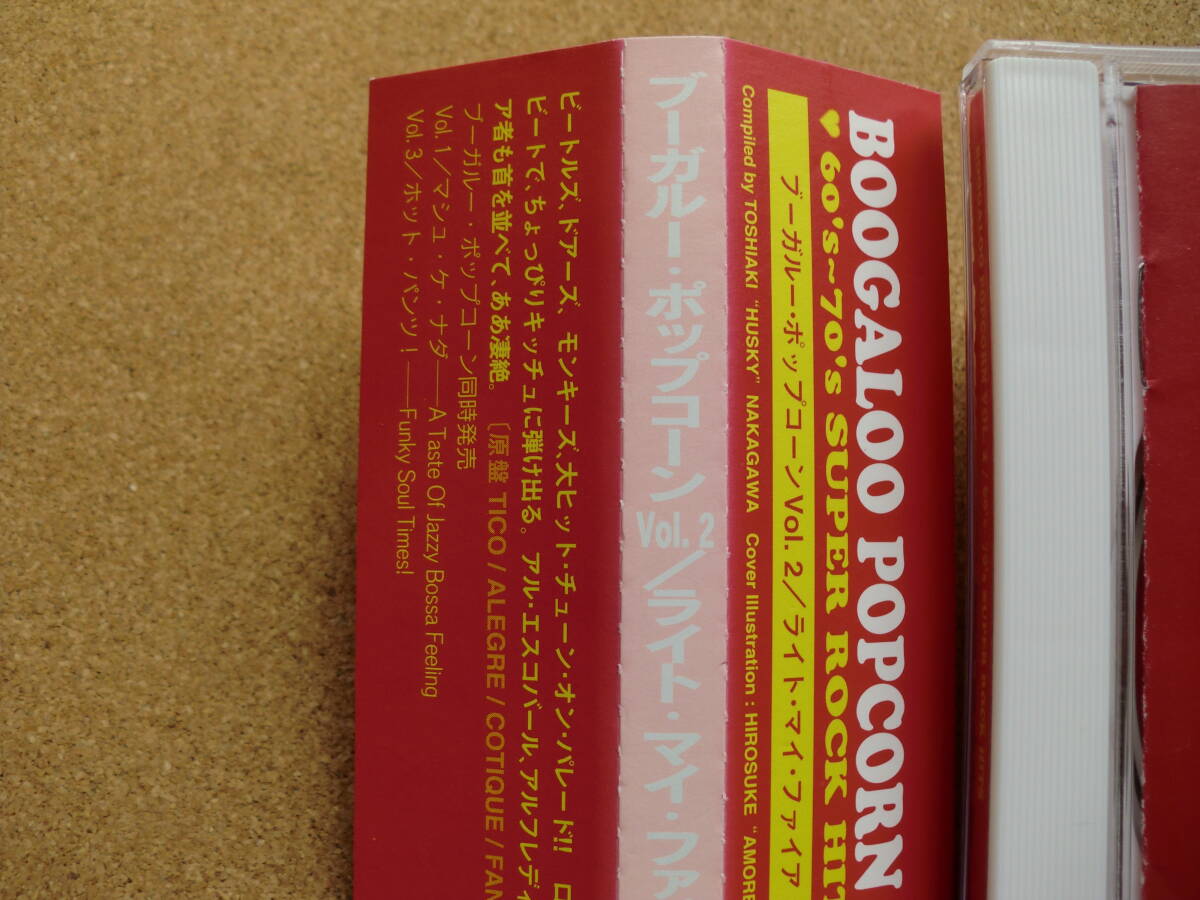 BOOGALOO POPCORN
♥ 60's~70's SUPER ROCK HIT
ブーガルー・ポップコーンVol. 2/ライト・マイ・ファイア
Compiled by TOSHIAKI "HUSKY" NAKAGAWA Cover Illustration : HIROSUKE "AMORE
ブーガルー・ポップコーン Vol. 2/ライト・マイ・ファ
ビートルズ、ドアーズ、モンキーズ、大ヒット・チューン・オン・パレード!! ロ
ビートで、ちょっぴりキッチュに弾け出る。アル・エスコバール、アルフレディ
ア者も首を並べて、ああ凄絶。〔原盤 TICO / ALEGRE / COTIQUE / FAN
ブーガルー・ポップコーン同時発売
Vol. 1/マシュ・ケ・ナダ――A Taste Of Jazzy Bossa Feeling
Vol. 3/ホット・パンツ！――Funky Soul Times!